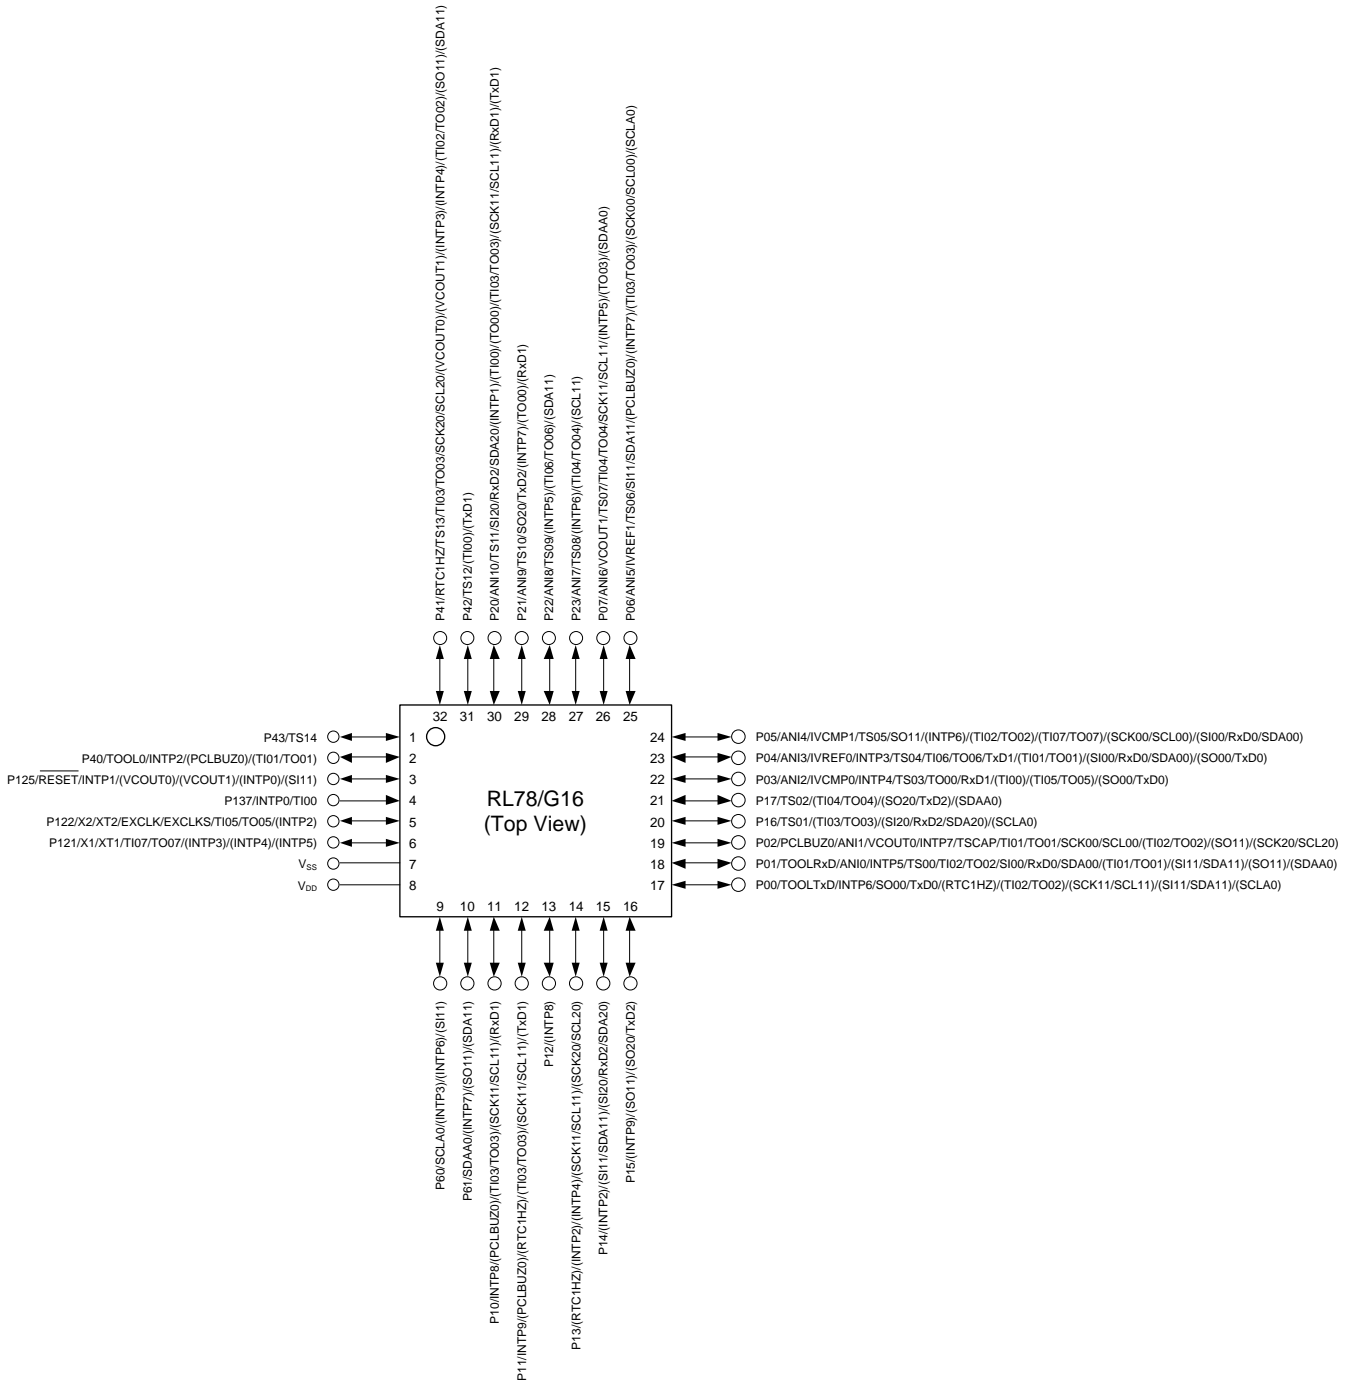 P41/RTC1HZ/TS13/TI03/TO03/SCK20/SCL20/(VCOUT0)/(VCOUT1)/(INTP3)/(INTP4)/(TI02/TO02)/(SO11)/(SDA11)
P42/TS12/(TI00)/(TxD1)
P20/ANI10/TS11/SI20/RxD2/SDA20/(INTP1)/(TI00)/(TO00)/(TI03/TO03)/(SCK11/SCL11)/(RxD1)/(TxD1)
P21/ANI9/TS10/SO20/TxD2/(INTP7)/(TO00)/(RxD1)
P22/ANI8/TS09/(INTP5)/(TI06/TO06)/(SDA11)
P23/ANI7/TS08/(INTP6)/(TI04/TO04)/(SCL11)
P07/ANI6/VCOUT1/TS07/TI04/TO04/SCK11/SCL11/(INTP5)/(TO03)/(SDAA0)
P06/ANI5/IVREF1/TS06/SI11/SDA11/(PCLBUZ0)/(INTP7)/(TI03/TO03)/(SCK00/SCL00)/(SCLA0)
32 31 30 29 28 27 26 25
P43/TS14 1
P40/TOOL0/INTP2/(PCLBUZ0)/(TI01/TO01) 2
P125/RESET/INTP1/(VCOUT0)/(VCOUT1)/(INTP0)/(SI11) 3
P137/INTP0/TI00 4
P122/X2/XT2/EXCLK/EXCLKS/TI05/TO05/(INTP2) 5
P121/X1/XT1/TI07/TO07/(INTP3)/(INTP4)/(INTP5) 6
VSS 7
VDD 8
RL78/G16
(Top View)
24 P05/ANI4/IVCMP1/TS05/SO11/(INTP6)/(TI02/TO02)/(TI07/TO07)/(SCK00/SCL00)/(SI00/RxD0/SDA00)
23 P04/ANI3/IVREF0/INTP3/TS04/TI06/TO06/TxD1/(TI01/TO01)/(SI00/RxD0/SDA00)/(SO00/TxD0)
22 P03/ANI2/IVCMP0/INTP4/TS03/TO00/RxD1/(TI00)/(TI05/TO05)/(SO00/TxD0)
21 P17/TS02/(TI04/TO04)/(SO20/TxD2)/(SDAA0)
20 P16/TS01/(TI03/TO03)/(SI20/RxD2/SDA20)/(SCLA0)
19 P02/PCLBUZ0/ANI1/VCOUT0/INTP7/TSCAP/TI01/TO01/SCK00/SCL00/(TI02/TO02)/(SO11)/(SCK20/SCL20)
18 P01/TOOLRxD/ANI0/INTP5/TS00/TI02/TO02/SI00/RxD0/SDA00/(TI01/TO01)/(SI11/SDA11)/(SO11)/(SDAA0)
17 P00/TOOLTxD/INTP6/SO00/TxD0/(RTC1HZ)/(TI02/TO02)/(SCK11/SCL11)/(SI11/SDA11)/(SCLA0)
9 10 11 12 13 14 15 16
P60/SCLA0/(INTP3)/(INTP6)/(SI11)
P61/SDAA0/(INTP7)/(SO11)/(SDA11)
P10/INTP8/(PCLBUZ0)/(TI03/TO03)/(SCK11/SCL11)/(RxD1)
P11/INTP9/(PCLBUZ0)/(RTC1HZ)/(TI03/TO03)/(SCK11/SCL11)/(TxD1)
P12/(INTP8)
P13/(RTC1HZ)/(INTP2)/(INTP4)/(SCK11/SCL11)/(SCK20/SCL20)
P14/(INTP2)/(SI11/SDA11)/(SI20/RxD2/SDA20)
P15/(INTP9)/(SO11)/(SO20/TxD2)